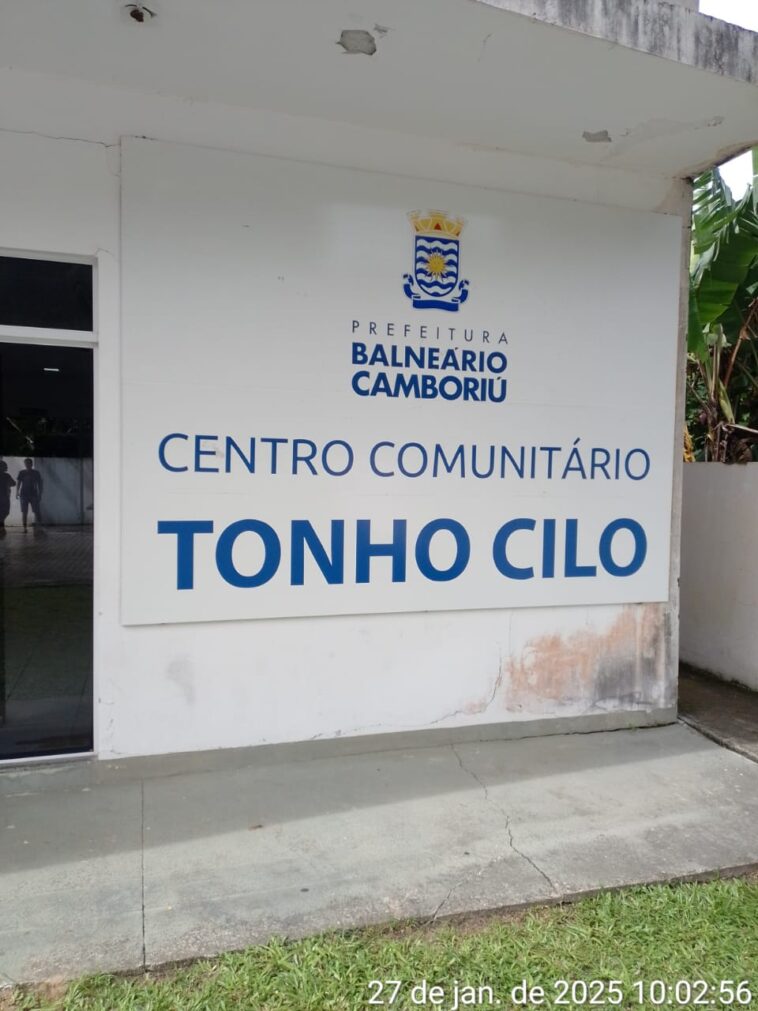 PREFEITURA
BALNEÁRIO
CAMBORIÚ
CENTRO COMUNITÁRIO
TONHO CILO
27 de jan. de 2025 10:02:56